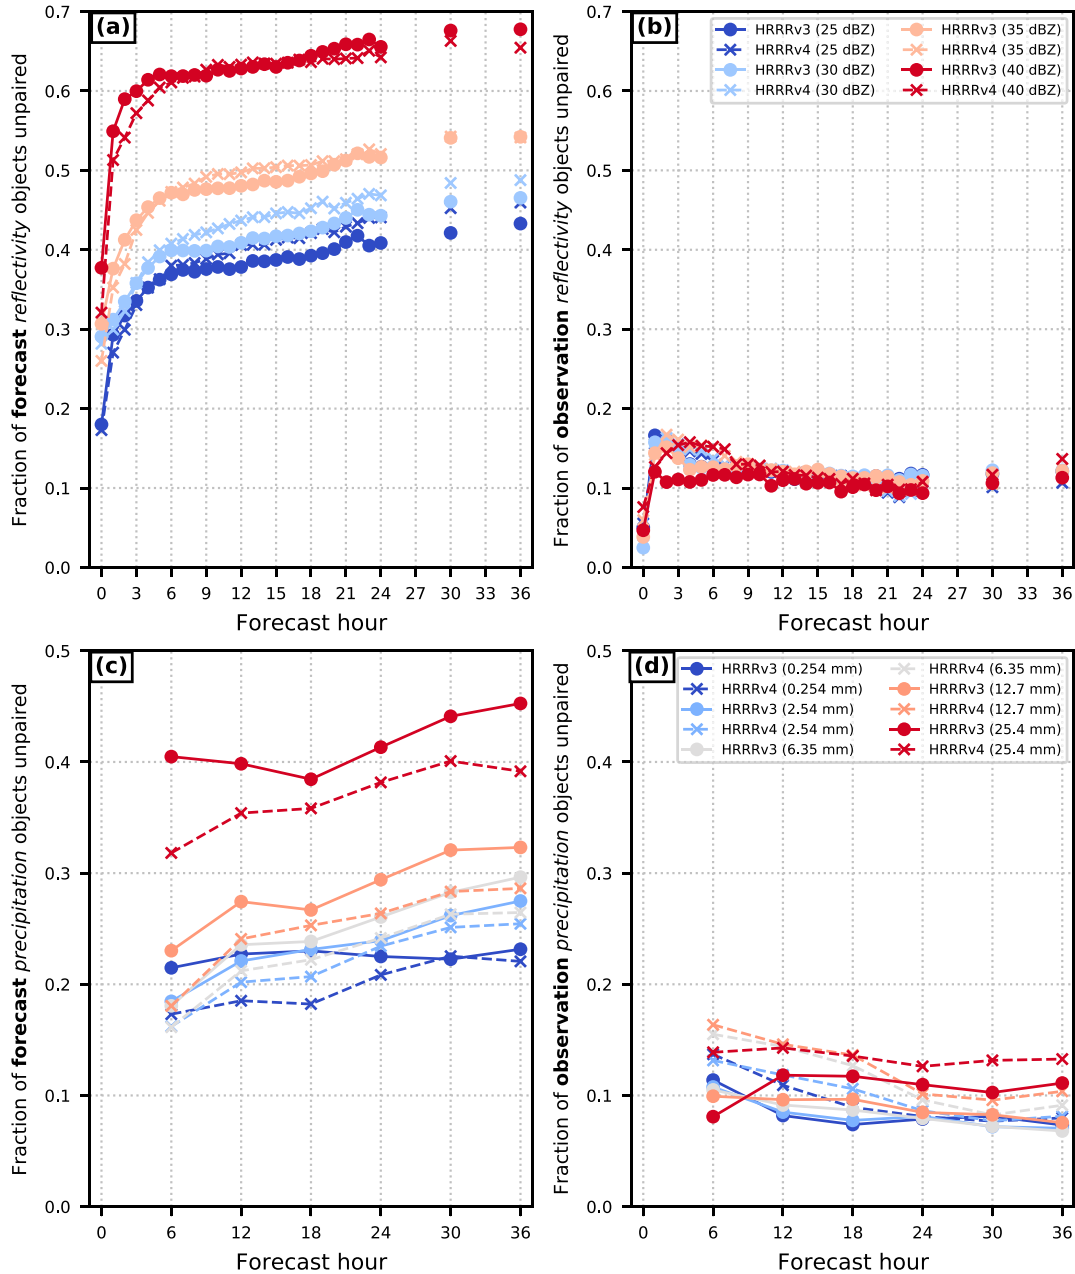 (a)
Fraction of forecast reflectivity objects unpaired
0.7
0.6
0.5
0.4
0.3
0.2
0.1
0.0
0 3 6 9 12 15 18 21 24 27 30 33 36
Forecast hour
(b)
Fraction of observation reflectivity objects unpaired
HRRRv3 (25 dBZ)
HRRRv4 (25 dBZ)
HRRRv3 (30 dBZ)
HRRRv4 (30 dBZ)
HRRRv3 (35 dBZ)
HRRRv4 (35 dBZ)
HRRRv3 (40 dBZ)
HRRRv4 (40 dBZ)
0.7
0.6
0.5
0.4
0.3
0.2
0.1
0.0
0 3 6 9 12 15 18 21 24 27 30 33 36
Forecast hour
(c)
Fraction of forecast precipitation objects unpaired
0.5
0.4
0.3
0.2
0.1
0.0
0 6 12 18 24 30 36
Forecast hour
(d)
Fraction of observation precipitation objects unpaired
HRRRv3 (0.254 mm)
HRRRv4 (0.254 mm)
HRRRv3 (2.54 mm)
HRRRv4 (2.54 mm)
HRRRv3 (6.35 mm)
HRRRv4 (6.35 mm)
HRRRv3 (12.7 mm)
HRRRv4 (12.7 mm)
HRRRv3 (25.4 mm)
HRRRv4 (25.4 mm)
0.5
0.4
0.3
0.2
0.1
0.0
0 6 12 18 24 30 36
Forecast hour